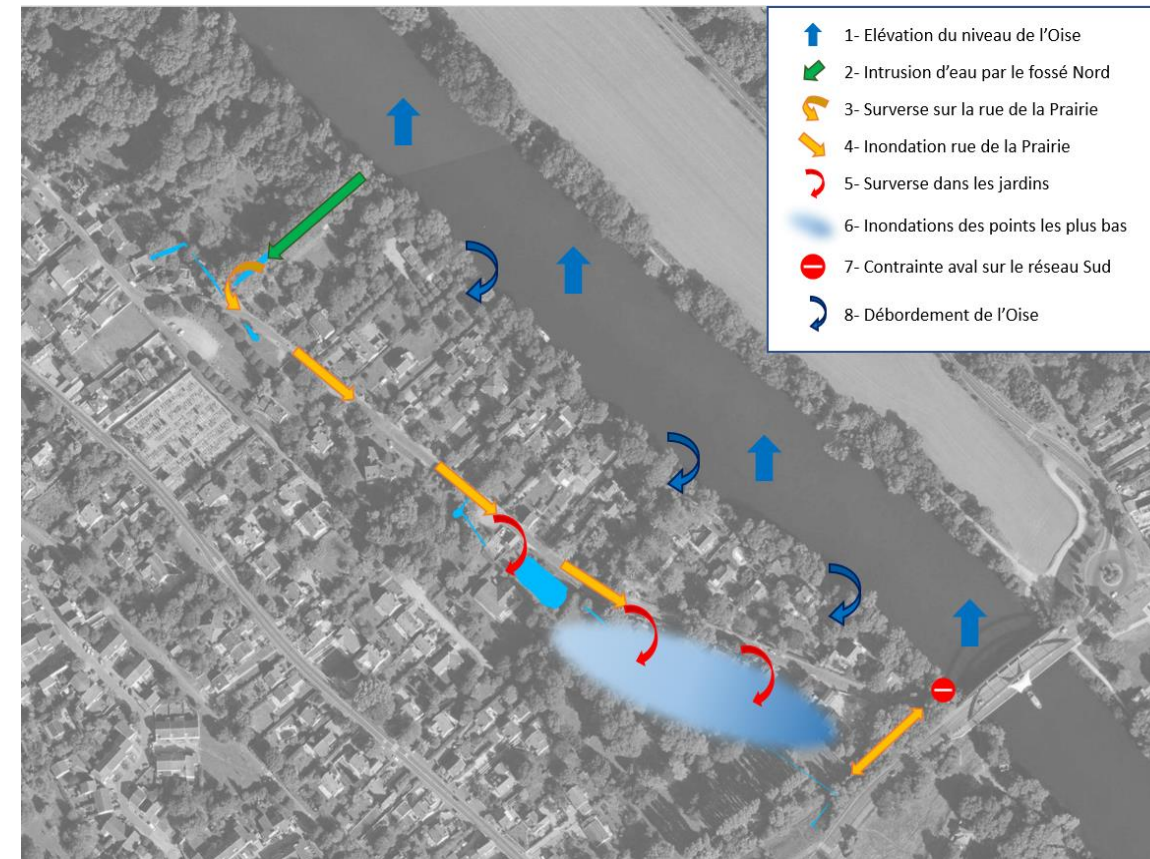 1- Elévation du niveau de l'Oise
2- Intrusion d'eau par le fossé Nord
3- Surverse sur la rue de la Prairie
4- Inondation rue de la Prairie
5- Surverse dans les jardins
6- Inondations des points les plus bas
7- Contrainte aval sur le réseau Sud
8- Débordement de l'Oise